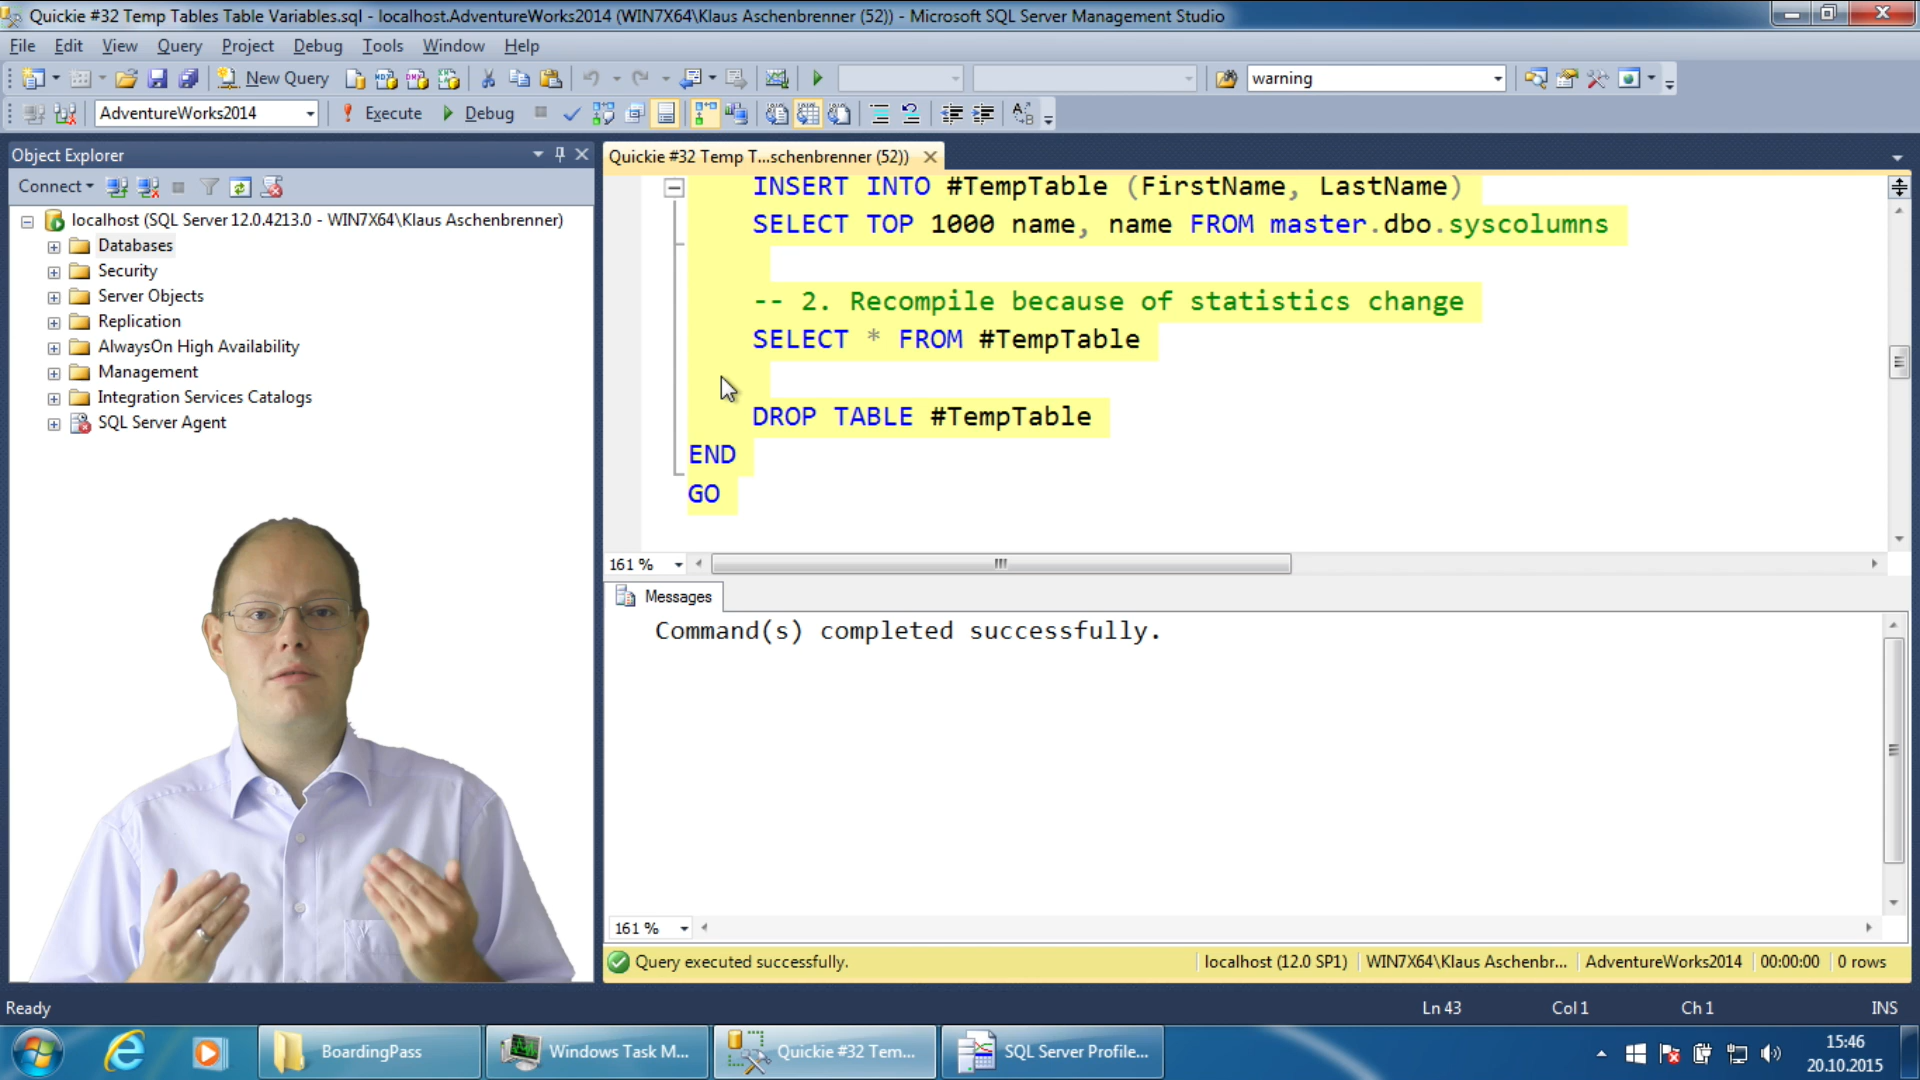 Quickie #32 Temp Tables Table Variables.sql - localhost.AdventureWorks2014 (WIN7X64\Klaus Aschenbrenner (52)) - Microsoft SQL Server Management Studio
File Edit View Query Project Debug Tools Window Help
New Query warning
AdventureWorks2014 Execute Debug
Object Explorer
Connect
localhost (SQL Server 12.0.4213.0 - WIN7X64\Klaus Aschenbrenner)
Databases
Security
Server Objects
Replication
AlwaysOn High Availability
Management
Integration Services Catalogs
SQL Server Agent
Quickie #32 Temp T...schenbrenner (52))
INSERT INTO #TempTable (FirstName, LastName)
SELECT TOP 1000 name, name FROM master.dbo.syscolumns
-- 2. Recompile because of statistics change
SELECT * FROM #TempTable
DROP TABLE #TempTable
END
GO
161 %
Messages
Command(s) completed successfully.
161 %
Query executed successfully. localhost (12.0 SP1) WIN7X64\Klaus Aschenbr... AdventureWorks2014 00:00:00 0 rows
Ready Ln 43 Col 1 Ch 1 INS
BoardingPass Windows Task M... Quickie #32 Tem... SQL Server Profile... 15:46
20.10.2015